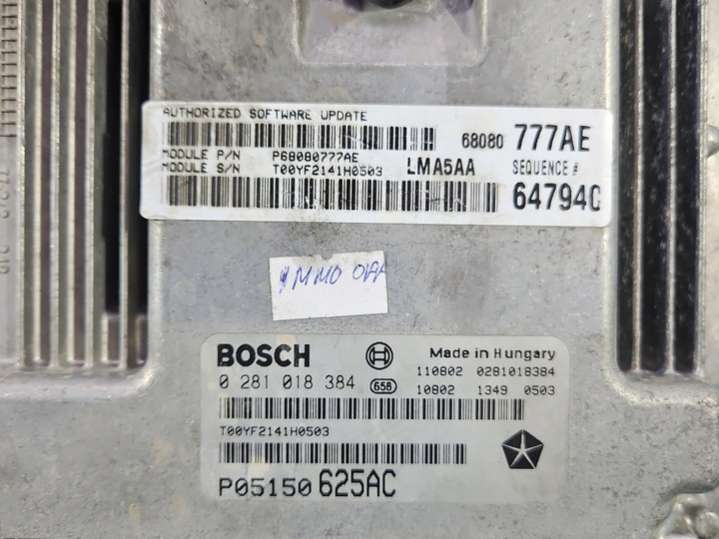 AUTHORIZED SOFTWARE UPDATE
68080 777AE
MODULE P/N P68080777AE
MODULE S/N T00YF2141H0503 LMA5AA SEQUENCE #
64794C
IMMO OFF
BOSCH Made in Hungary
0 281 018 384 658 110802 0281018384
10802 1349 0503
T00YF2141H0503
P05150 625AC